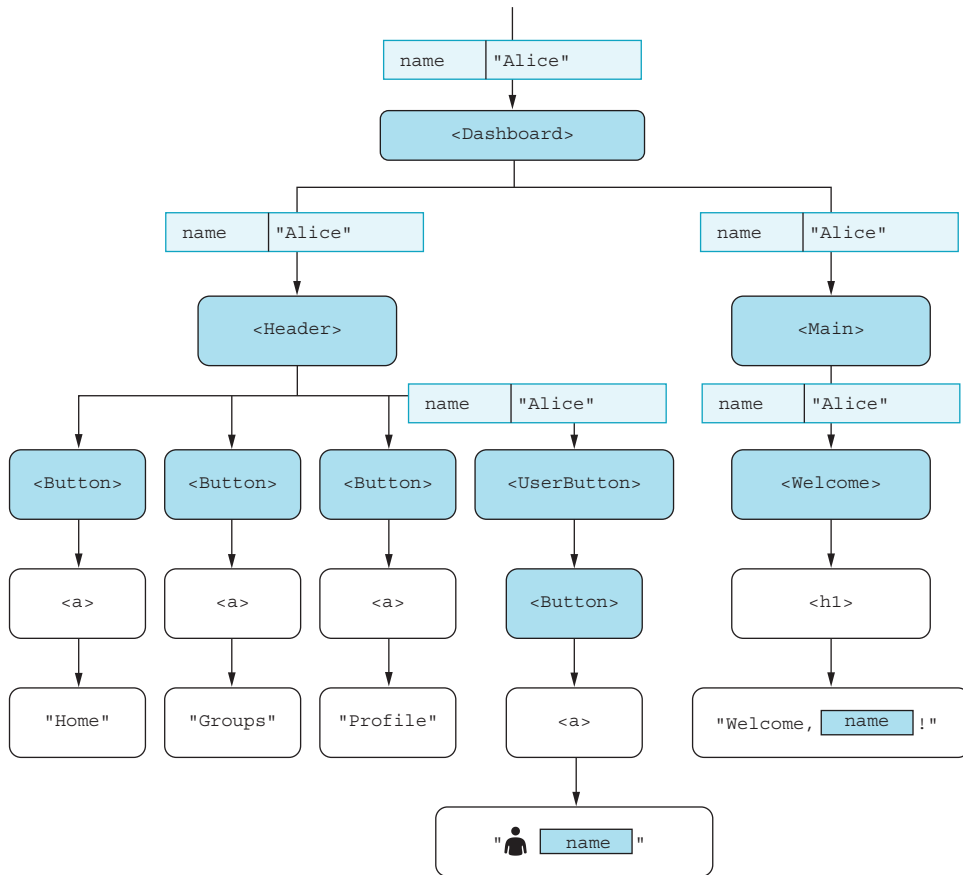 name "Alice"
<Dashboard>
name "Alice" name "Alice"
<Header> <Main>
name "Alice" name "Alice"
<Button> <Button> <Button> <UserButton> <Welcome>
<a> <a> <a> <Button> <h1>
"Home" "Groups" "Profile" <a> "Welcome, name !"
" name "